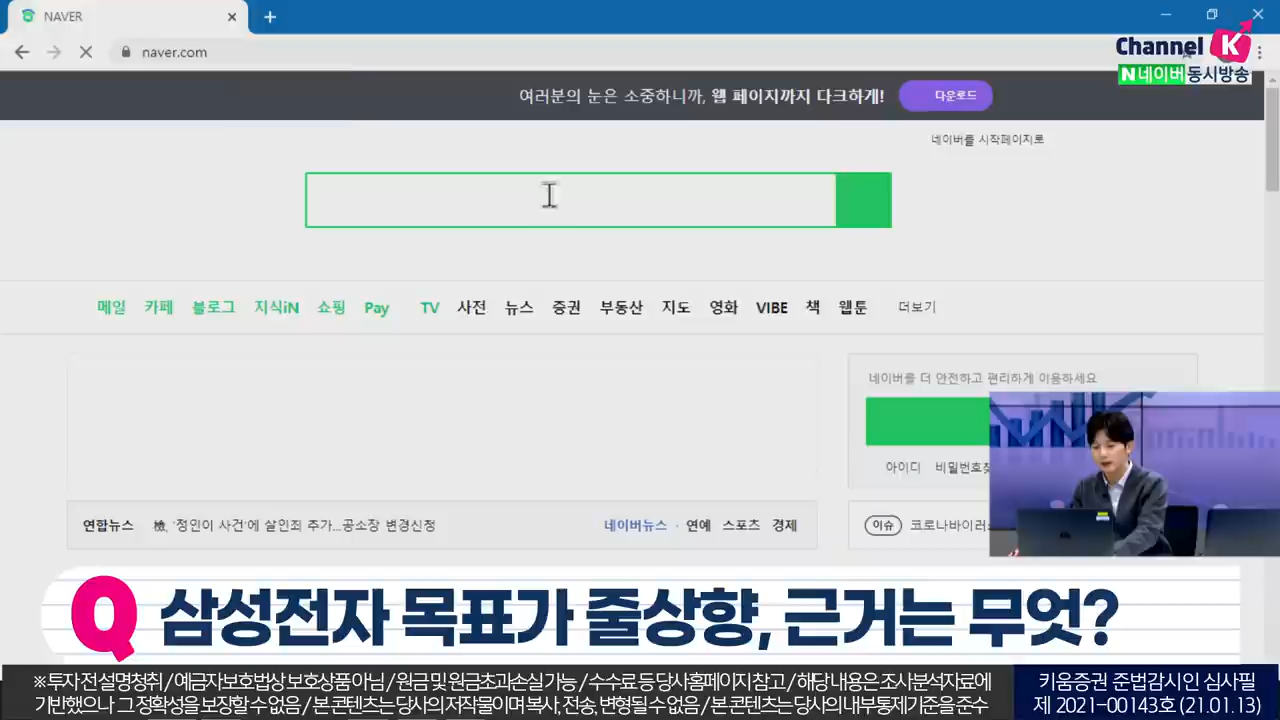 NAVER
naver.com
Channel K
N네이버동시방송
여러분의 눈은 소중하니까, 웹 페이지까지 다크하게!
다운로드
네이버를 시작페이지로
메일 카페 블로그 지식iN 쇼핑 Pay TV 사전 뉴스 증권 부동산 지도 영화 VIBE 책 웹툰 더보기
네이버를 더 안전하고 편리하게 이용하세요
아이디 비밀번호찾
연합뉴스 檢, '정인이 사건'에 살인죄 추가...공소장 변경신청
네이버뉴스 · 연예 스포츠 경제
이슈 코로나바이러스
Q 삼성전자 목표가 줄상향, 근거는 무엇?
※ 투자 전 설명청취 / 예금자보호법상 보호상품 아님 / 원금 및 원금초과손실 가능 / 수수료 등 당사홈페이지 참고 / 해당 내용은 조사분석자료에
기반했으나 그 정확성을 보장할 수 없음 / 본 콘텐츠는 당사의 저작물이며 복사, 전송, 변형될 수 없음 / 본 콘텐츠는 당사의 내부통제기준을 준수
키움증권 준법감시인 심사필
제 2021-00143호 (21.01.13)